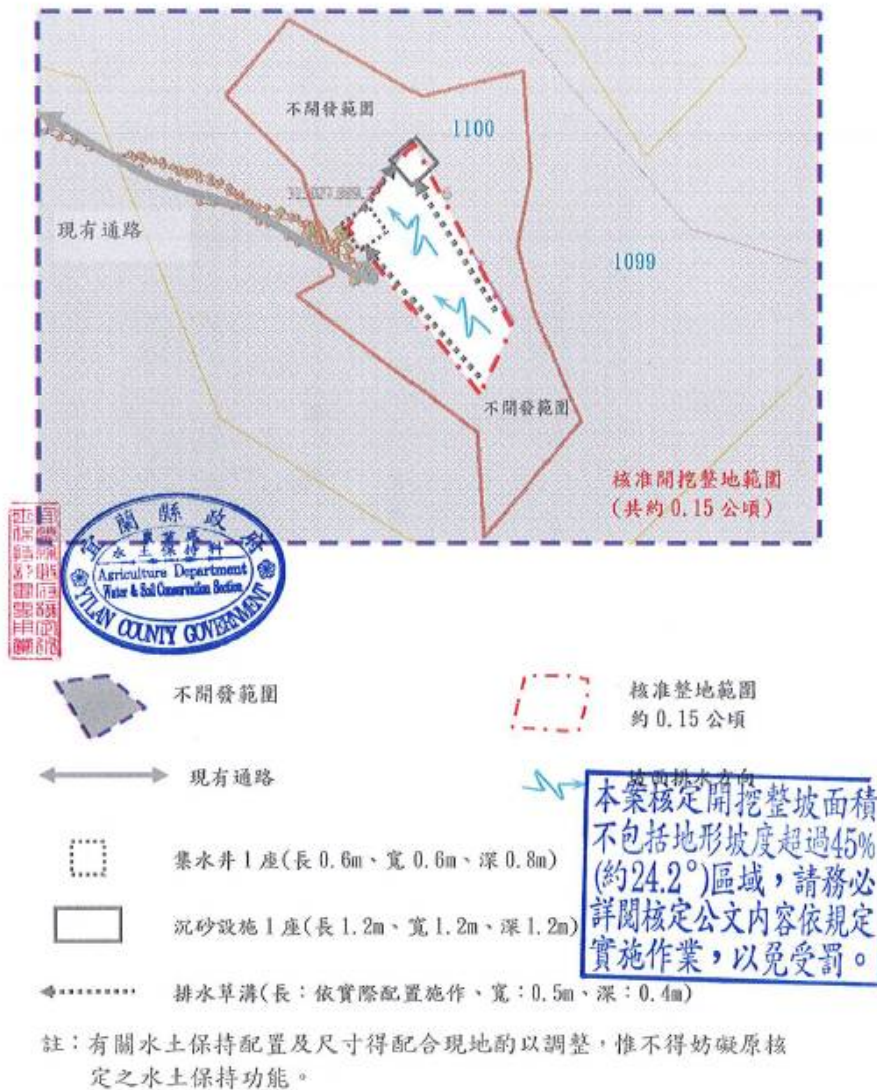 不開發範圍
1100
現有通路
1099
不開發範圍
核准開挖整地範圍
(共約 0.15 公頃)
宜蘭縣政府
農業處
水土保持科
Agriculture Department
Water & Soil Conservation Section
YILAN COUNTY GOVERNMENT
不開發範圍
核准整地範圍
約 0.15 公頃
現有通路
坡面排水方向
本案核定開挖整坡面積
不包括地形坡度超過45%
(約24.2°)區域，請務必
詳閱核定公文內容依規定
實施作業，以免受罰。
集水井 1 座(長 0.6m、寬 0.6m、深 0.8m)
沉砂設施 1 座(長 1.2m、寬 1.2m、深 1.2m)
排水草溝(長：依實際配置施作、寬：0.5m、深：0.4m)
註：有關水土保持配置及尺寸得配合現地酌以調整，惟不得妨礙原核
定之水土保持功能。